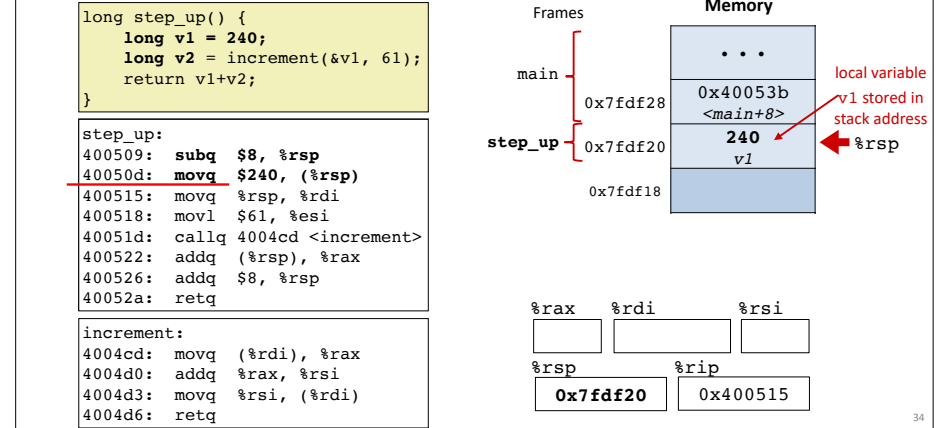 long step_up() {
    long v1 = 240;
    long v2 = increment(&v1, 61);
    return v1+v2;
}
step_up:
400509: subq $8, %rsp
40050d: movq $240, (%rsp)
400515: movq %rsp, %rdi
400518: movl $61, %esi
40051d: callq 4004cd <increment>
400522: addq (%rsp), %rax
400526: addq $8, %rsp
40052a: retq
increment:
4004cd: movq (%rdi), %rax
4004d0: addq %rax, %rsi
4004d3: movq %rsi, (%rdi)
4004d6: retq
Frames
Memory
• • •
main
0x7fdf28
0x40053b
<main+8>
local variable
v1 stored in
stack address
step_up
0x7fdf20
240
v1
%rsp
0x7fdf18
%rax %rdi %rsi
%rsp %rip
0x7fdf20 0x400515
34